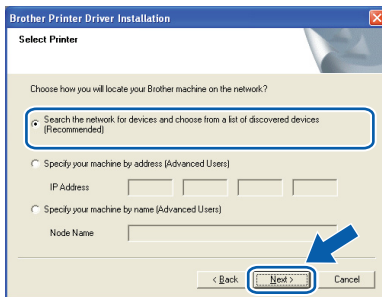 Brother Printer Driver Installation
Select Printer
Choose how you will locate your Brother machine on the network?
Search the network for devices and choose from a list of discovered devices
(Recommended)
Specify your machine by address (Advanced Users)
IP Address
Specify your machine by name (Advanced Users)
Node Name
< Back
Next >
Cancel